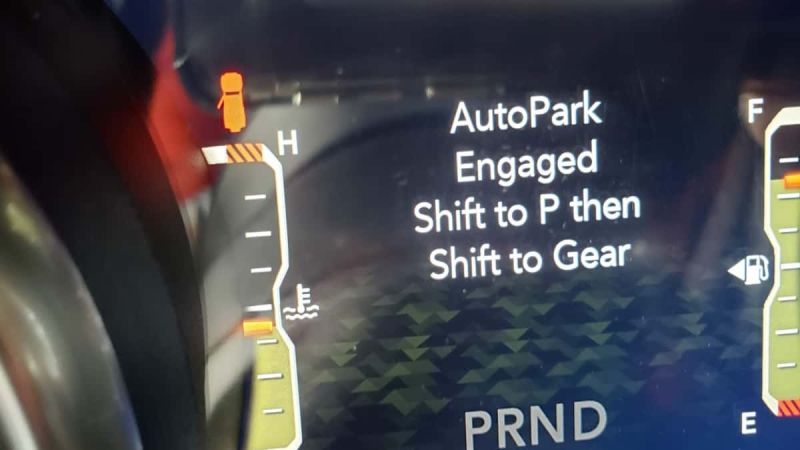 AutoPark
Engaged
Shift to P then
Shift to Gear
H
F
E
PRND